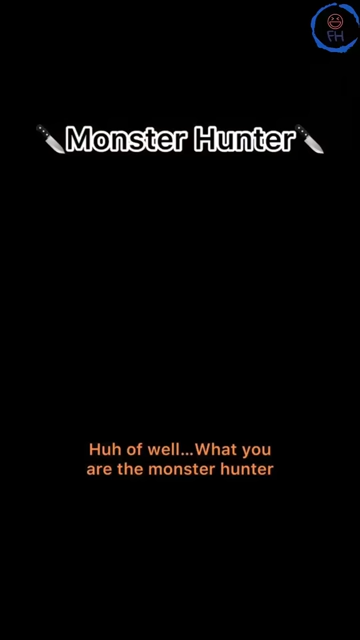 FH
🔪Monster Hunter🔪
Huh of well...What you
are the monster hunter